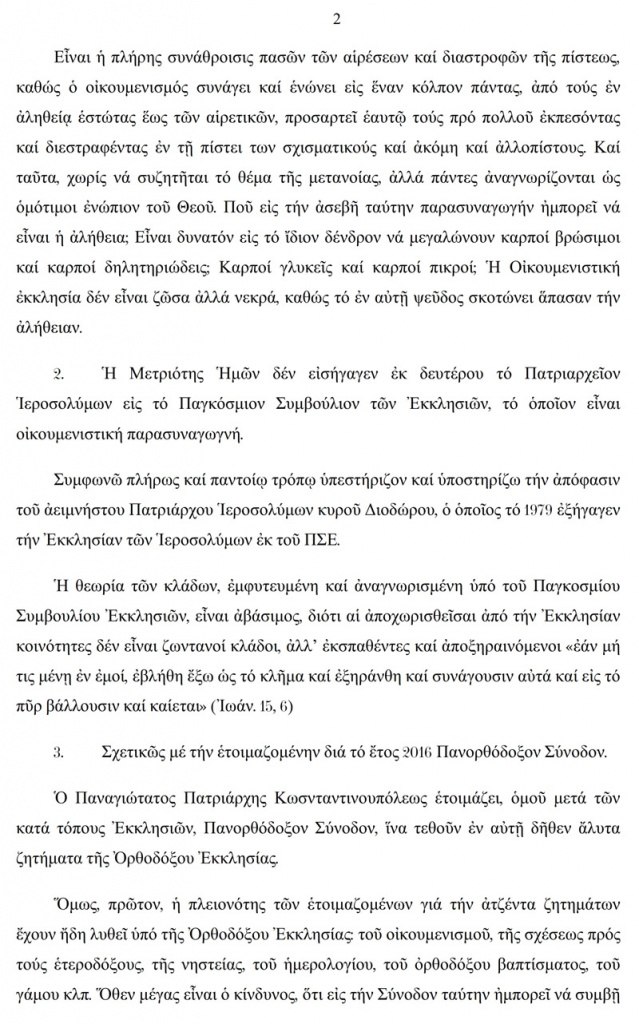 2
Εἶναι ἡ πλήρης συνάθροισις πασῶν τῶν αἱρέσεων καί διαστροφῶν τῆς πίστεως,
καθώς ὁ οἰκουμενισμός συνάγει καί ἑνώνει εἰς ἕναν κόλπον πάντας, ἀπό τούς ἐν
ἀληθείᾳ ἑστώτας ἕως τῶν αἱρετικῶν, προσαρτεῖ ἑαυτῷ τούς πρό πολλοῦ ἐκπεσόντας
καί διεστραφέντας ἐν τῇ πίστει των σχισματικούς καί ἀκόμη καί ἀλλοπίστους. Καί
ταῦτα, χωρίς νά συζητῆται τό θέμα τῆς μετανοίας, ἀλλά πάντες ἀναγνωρίζονται ὡς
ὁμότιμοι ἐνώπιον τοῦ Θεοῦ. Ποῦ εἰς τήν ἀσεβῆ ταύτην παρασυναγωγήν ἠμπορεῖ νά
εἶναι ἡ ἀλήθεια; Εἶναι δυνατόν εἰς τό ἴδιον δένδρον νά μεγαλώνουν καρποί βρώσιμοι
καί καρποί δηλητηριώδεις; Καρποί γλυκεῖς καί καρποί πικροί; Ἡ Οἰκουμενιστική
ἐκκλησία δέν εἶναι ζῶσα ἀλλά νεκρά, καθώς τό ἐν αὐτῇ ψεῦδος σκοτώνει ἅπασαν τήν
ἀλήθειαν.
2. Ἡ Μετριότης Ἡμῶν δέν εἰσήγαγεν ἐκ δευτέρου τό Πατριαρχεῖον
Ἱεροσολύμων εἰς τό Παγκόσμιον Συμβούλιον τῶν Ἐκκλησιῶν, τό ὁποῖον εἶναι
οἰκουμενιστική παρασυναγωγνή.
Συμφωνῶ πλήρως καί παντοίῳ τρόπῳ ὑπεστήριζον καί ὑποστηρίζω τήν ἀπόφασιν
τοῦ ἀειμνήστου Πατριάρχου Ἱεροσολύμων κυροῦ Διοδώρου, ὁ ὁποῖος τό 1979 ἐξήγαγεν
τήν Ἐκκλησίαν τῶν Ἱεροσολύμων ἐκ τοῦ ΠΣΕ.
Ἡ θεωρία τῶν κλάδων, ἐμφυτευμένη καί ἀναγνωρισμένη ὑπό τοῦ Παγκοσμίου
Συμβουλίου Ἐκκλησιῶν, εἶναι ἀβάσιμος, διότι αἱ ἀποχωρισθεῖσαι ἀπό τήν Ἐκκλησίαν
κοινότητες δέν εἶναι ζωντανοί κλάδοι, ἀλλ’ ἐκσπαθέντες καί ἀποξηραινόμενοι «ἐάν μή
τις μένῃ ἐν ἐμοί, ἐβλήθη ἔξω ὡς τό κλῆμα καί ἐξηράνθη καί συνάγουσιν αὐτά καί εἰς τό
πῦρ βάλλουσιν καί καίεται» (Ἰωάν. 15, 6)
3. Σχετικῶς μέ τήν ἑτοιμαζομένην διά τό ἔτος 2016 Πανορθόδοξον Σύνοδον.
Ὁ Παναγιώτατος Πατριάρχης Κωσνταντινουπόλεως ἑτοιμάζει, ὁμοῦ μετά τῶν
κατά τόπους Ἐκκλησιῶν, Πανορθόδοξον Σύνοδον, ἵνα τεθοῦν ἐν αὐτῇ δῆθεν ἄλυτα
ζητήματα τῆς Ὀρθοδόξου Ἐκκλησίας.
Ὅμως, πρῶτον, ἡ πλειονότης τῶν ἑτοιμαζομένων γιά τήν ἀτζέντα ζητημάτων
ἔχουν ἤδη λυθεῖ ὑπό τῆς Ὀρθοδόξου Ἐκκλησίας: τοῦ οἰκουμενισμοῦ, τῆς σχέσεως πρός
τούς ἑτεροδόξους, τῆς νηστείας, τοῦ ἡμερολογίου, τοῦ ὀρθοδόξου βαπτίσματος, τοῦ
γάμου κλπ. Ὅθεν μέγας εἶναι ὁ κίνδυνος, ὅτι εἰς τήν Σύνοδον ταύτην ἠμπορεῖ νά συμβῇ